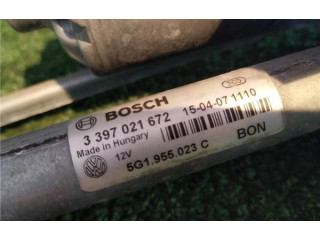 BOSCH
3 397 021 672 15-04-07 1110
Made in Hungary
12V BON
5G1.955.023 C